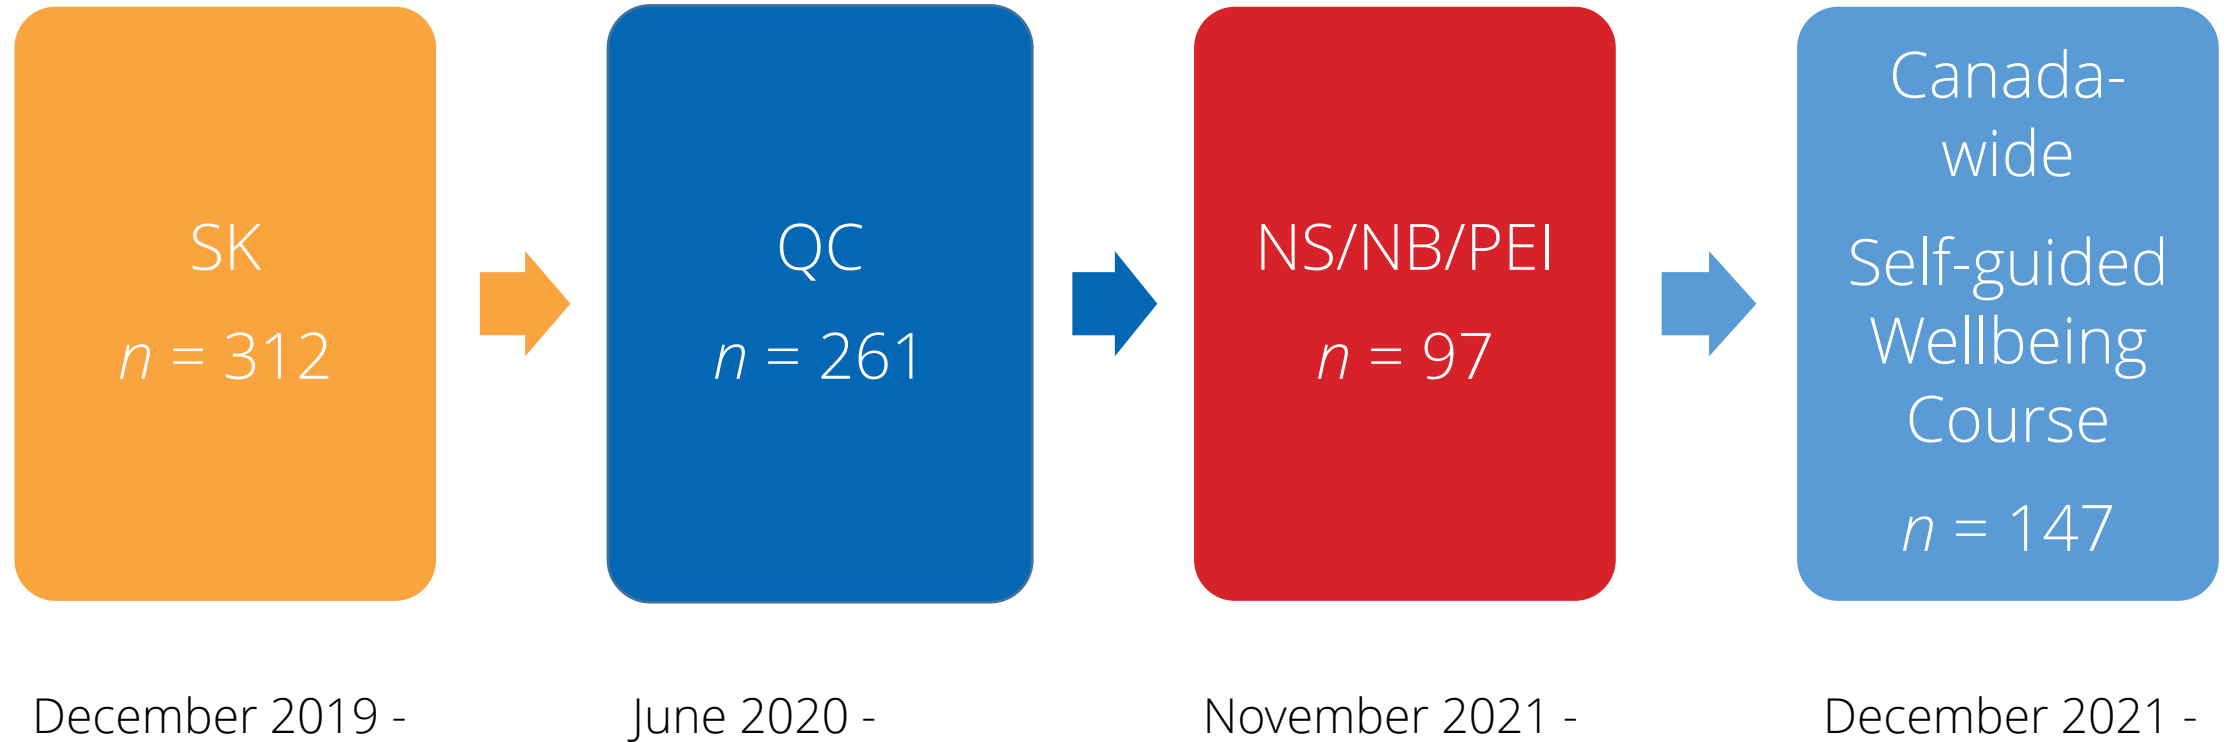 SK
n = 312
QC
n = 261
NS/NB/PEI
n = 97
Canada-
wide
Self-guided
Wellbeing
Course
n = 147
December 2019 -
June 2020 -
November 2021 -
December 2021 -